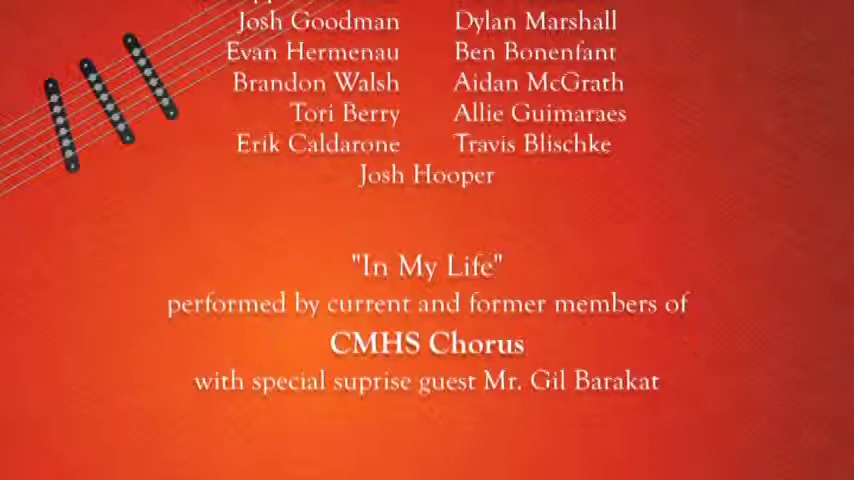 Josh Goodman Dylan Marshall
Evan Hermenau Ben Bonenfant
Brandon Walsh Aidan McGrath
Tori Berry Allie Guimaraes
Erik Caldarone Travis Blischke
Josh Hooper
"In My Life"
performed by current and former members of
CMHS Chorus
with special suprise guest Mr. Gil Barakat